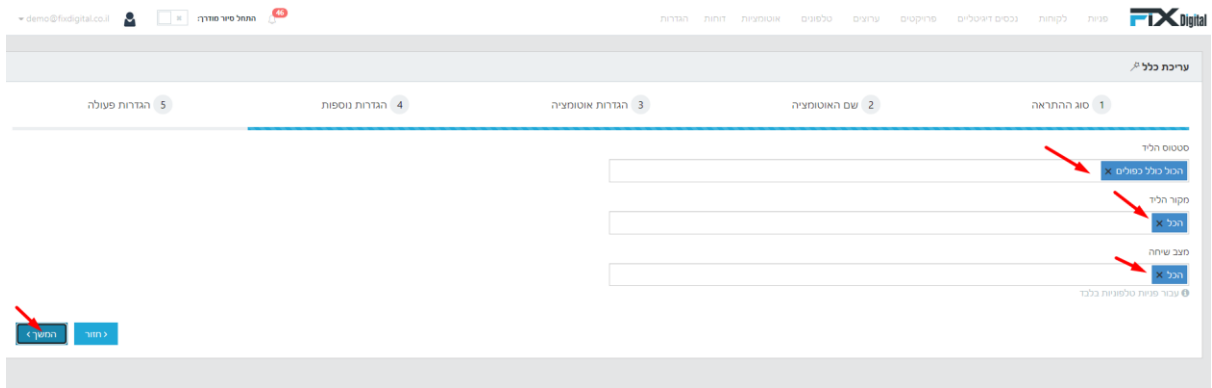 FIX Digital פניות לקוחות נכסים דיגיטליים פרויקטים ערוצים טלפונים אוטומציות דוחות הגדרות 46 התחל סיור מודרך: demo@fixdigital.co.il
עריכת כלל
1 סוג ההתראה 2 שם האוטומציה 3 הגדרות אוטומציה 4 הגדרות נוספות 5 הגדרות פעולה
סטטוס הליד
הכול כולל כפולים ×
מקור הליד
הכל ×
מצב שיחה
הכל ×
עבור פניות טלפוניות בלבד
< חזור המשך >